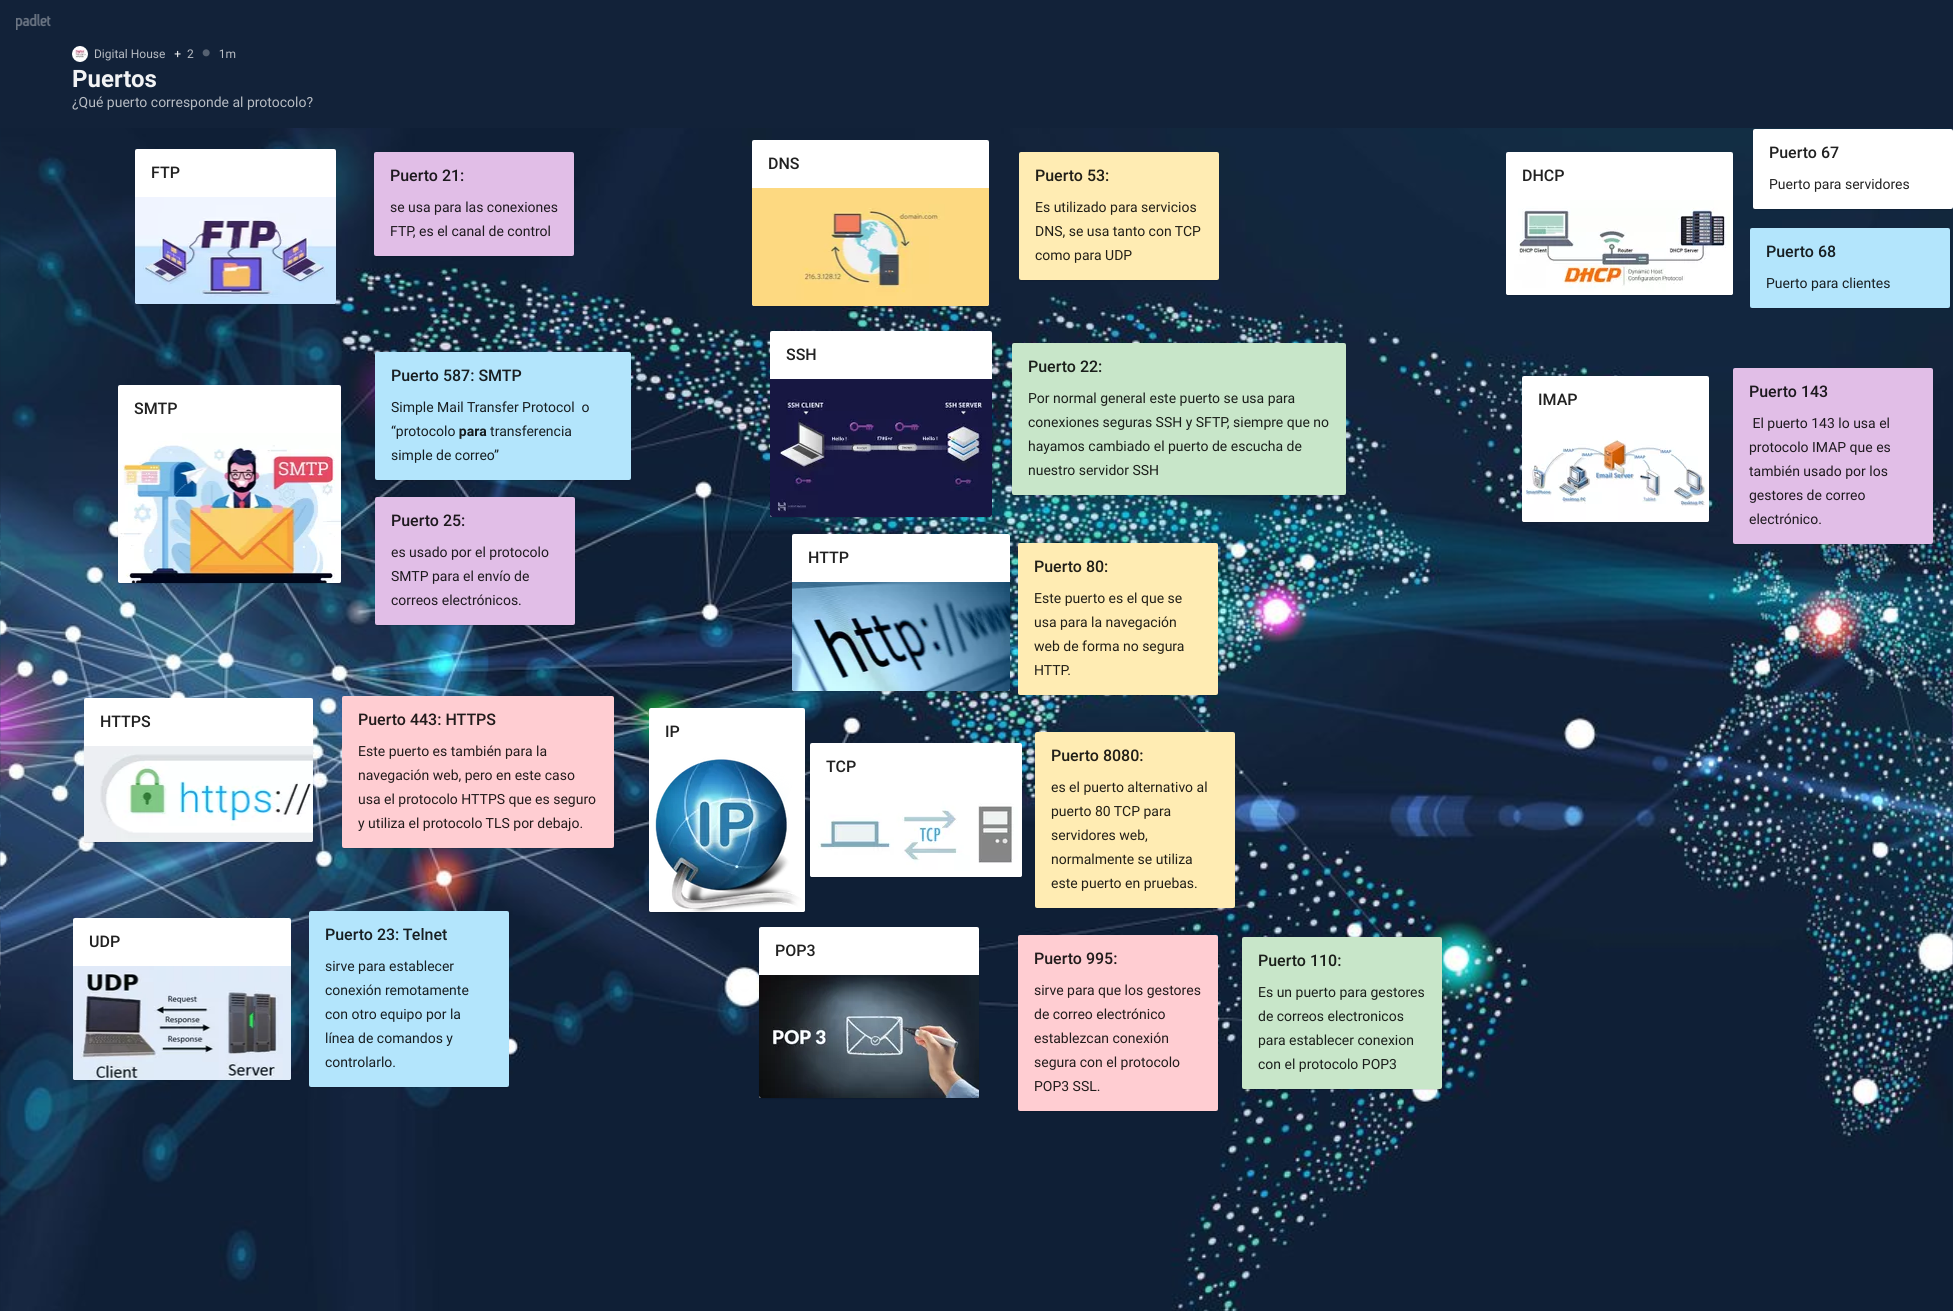 padlet
Digital House + 2 1m
Puertos
¿Qué puerto corresponde al protocolo?
FTP
FTP
Puerto 21:
se usa para las conexiones
FTP, es el canal de control
DNS
domain.com
216.3.128.12
Puerto 53:
Es utilizado para servicios
DNS, se usa tanto con TCP
como para UDP
DHCP
DHCP Client
Router
DHCP Server
DHCP
Dynamic Host
Configuration Protocol
Puerto 67
Puerto para servidores
Puerto 68
Puerto para clientes
SMTP
SMTP
Puerto 587: SMTP
Simple Mail Transfer Protocol o
“protocolo para transferencia
simple de correo”
Puerto 25:
es usado por el protocolo
SMTP para el envío de
correos electrónicos.
SSH
SSH CLIENT
SSH SERVER
Hello !
Hello !
Puerto 22:
Por normal general este puerto se usa para
conexiones seguras SSH y SFTP, siempre que no
hayamos cambiado el puerto de escucha de
nuestro servidor SSH
IMAP
IMAP
IMAP
IMAP
IMAP
Email Server
SmartPhone
Desktop PC
Tablet
Desktop PC
Puerto 143
El puerto 143 lo usa el
protocolo IMAP que es
también usado por los
gestores de correo
electrónico.
HTTP
http://www
Puerto 80:
Este puerto es el que se
usa para la navegación
web de forma no segura
HTTP.
HTTPS
https://
Puerto 443: HTTPS
Este puerto es también para la
navegación web, pero en este caso
usa el protocolo HTTPS que es seguro
y utiliza el protocolo TLS por debajo.
IP
IP
TCP
TCP
Puerto 8080:
es el puerto alternativo al
puerto 80 TCP para
servidores web,
normalmente se utiliza
este puerto en pruebas.
UDP
UDP
Request
Response
Response
Client
Server
Puerto 23: Telnet
sirve para establecer
conexión remotamente
con otro equipo por la
línea de comandos y
controlarlo.
POP3
POP 3
Puerto 995:
sirve para que los gestores
de correo electrónico
establezcan conexión
segura con el protocolo
POP3 SSL.
Puerto 110:
Es un puerto para gestores
de correos electronicos
para establecer conexion
con el protocolo POP3